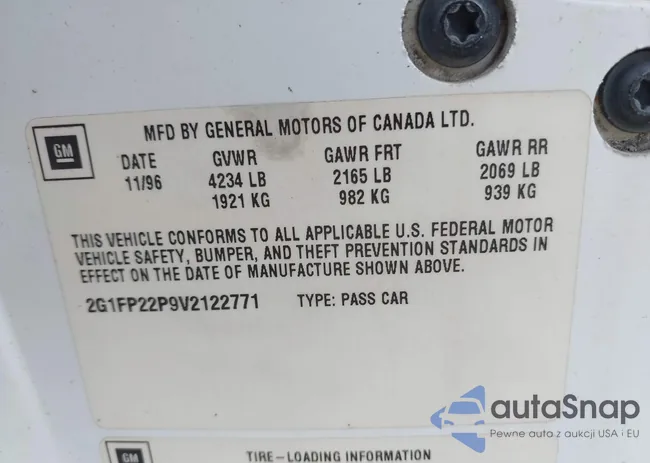 GM
MFD BY GENERAL MOTORS OF CANADA LTD.
DATE GVWR GAWR FRT GAWR RR
11/96 4234 LB 2165 LB 2069 LB
1921 KG 982 KG 939 KG
THIS VEHICLE CONFORMS TO ALL APPLICABLE U.S. FEDERAL MOTOR
VEHICLE SAFETY, BUMPER, AND THEFT PREVENTION STANDARDS IN
EFFECT ON THE DATE OF MANUFACTURE SHOWN ABOVE.
2G1FP22P9V2122771 TYPE: PASS CAR
autaSnap
Pewne auta z aukcji USA i EU
GM
TIRE-LOADING INFORMATION